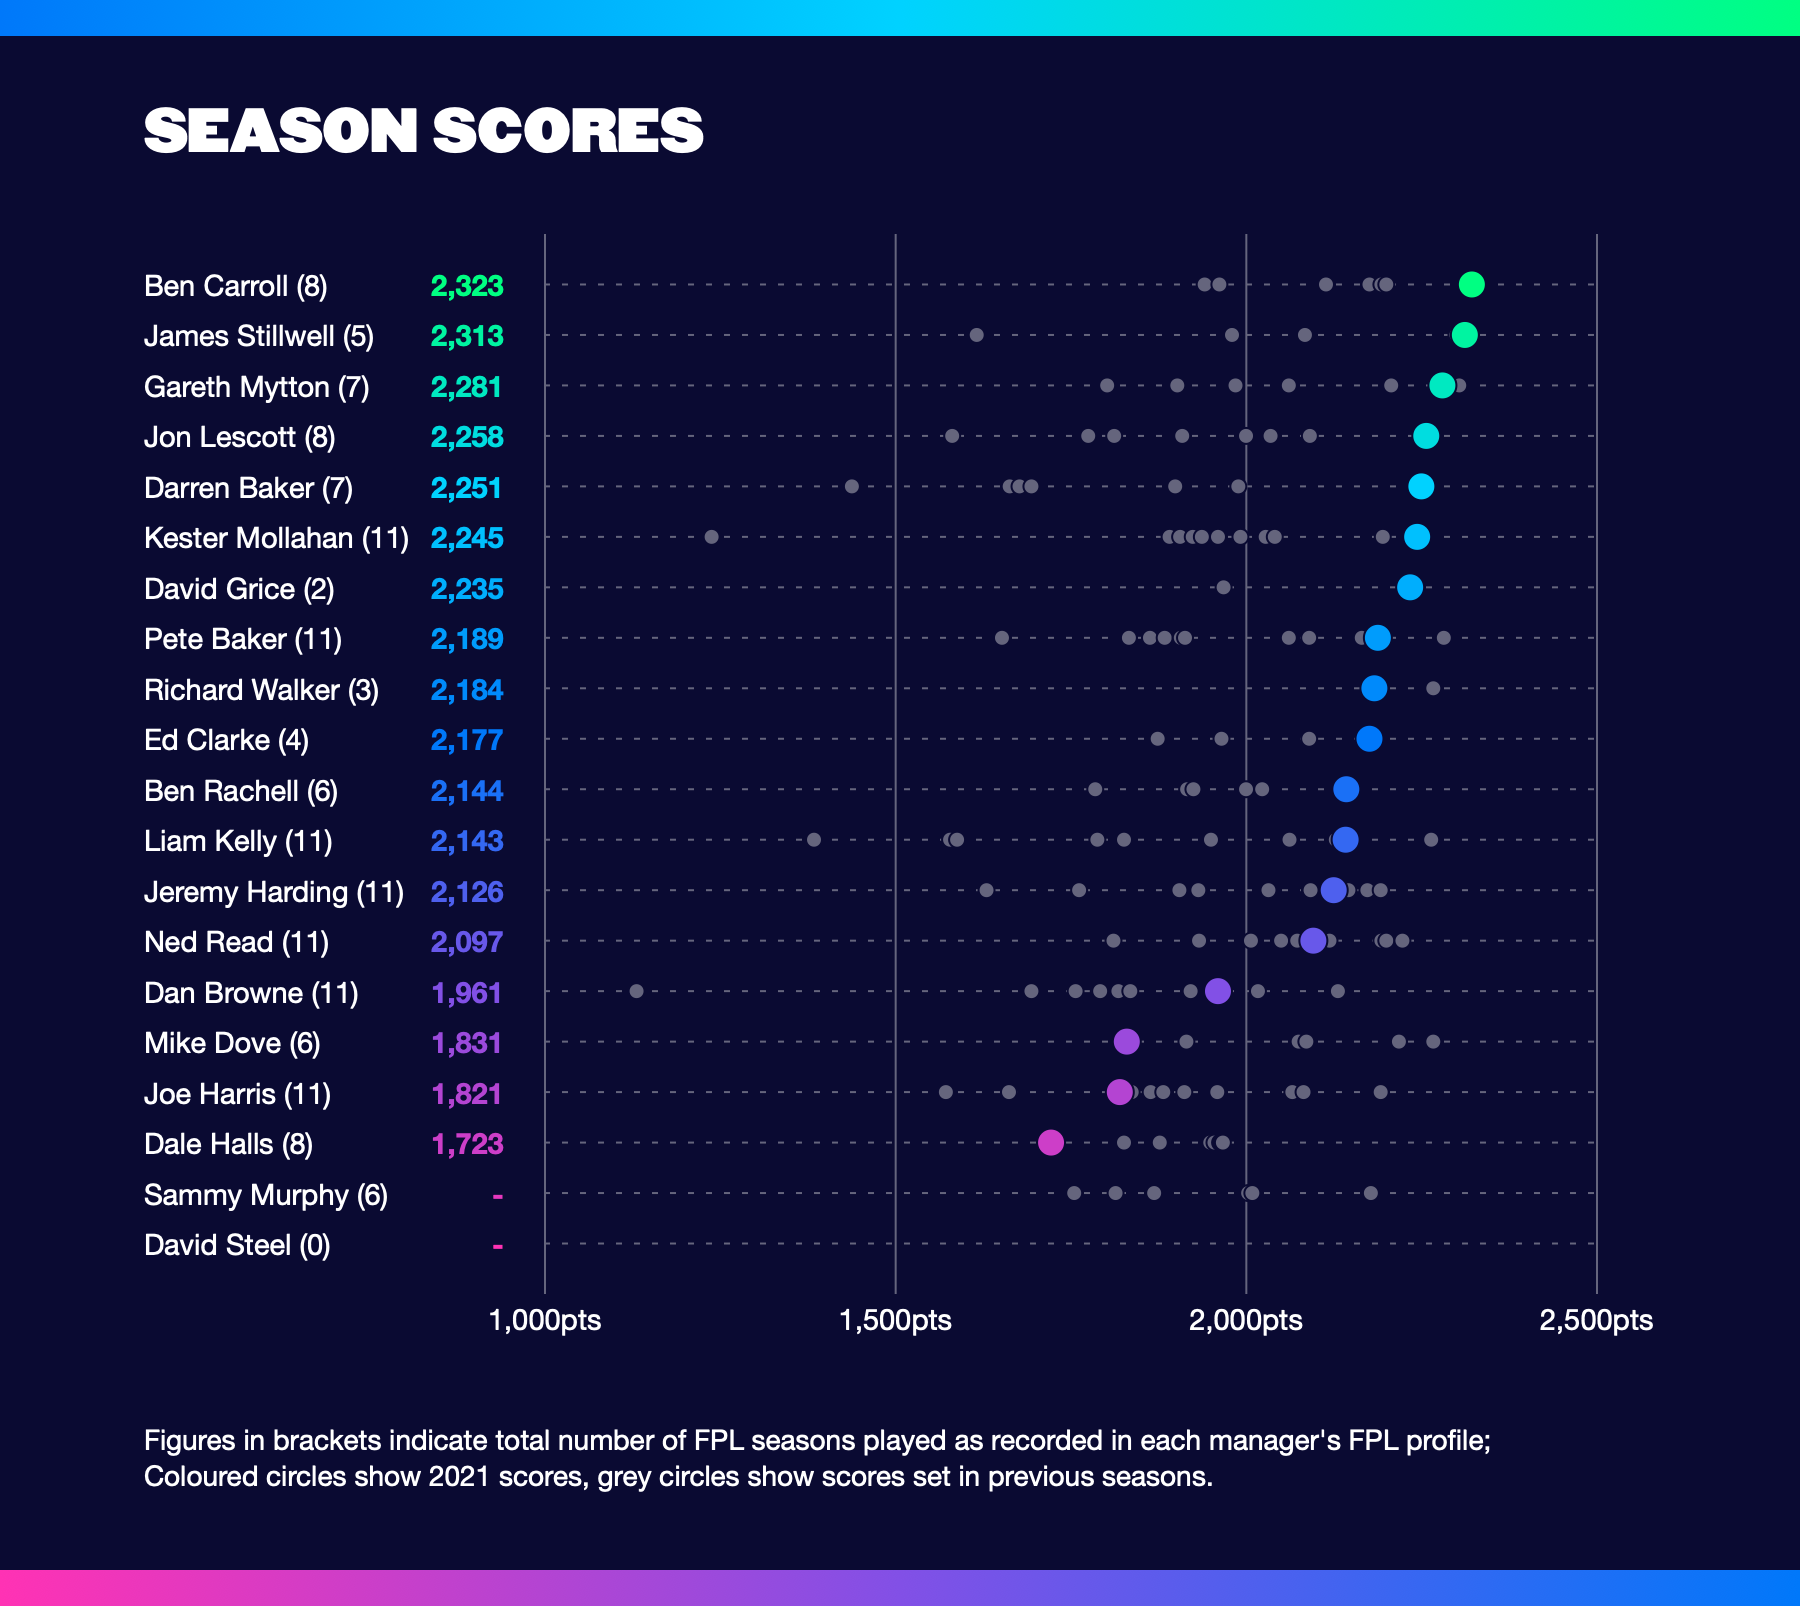 SEASON SCORES
Ben Carroll (8) 2,323
James Stillwell (5) 2,313
Gareth Mytton (7) 2,281
Jon Lescott (8) 2,258
Darren Baker (7) 2,251
Kester Mollahan (11) 2,245
David Grice (2) 2,235
Pete Baker (11) 2,189
Richard Walker (3) 2,184
Ed Clarke (4) 2,177
Ben Rachell (6) 2,144
Liam Kelly (11) 2,143
Jeremy Harding (11) 2,126
Ned Read (11) 2,097
Dan Browne (11) 1,961
Mike Dove (6) 1,831
Joe Harris (11) 1,821
Dale Halls (8) 1,723
Sammy Murphy (6) -
David Steel (0) -
1,000pts 1,500pts 2,000pts 2,500pts
Figures in brackets indicate total number of FPL seasons played as recorded in each manager's FPL profile;
Coloured circles show 2021 scores, grey circles show scores set in previous seasons.